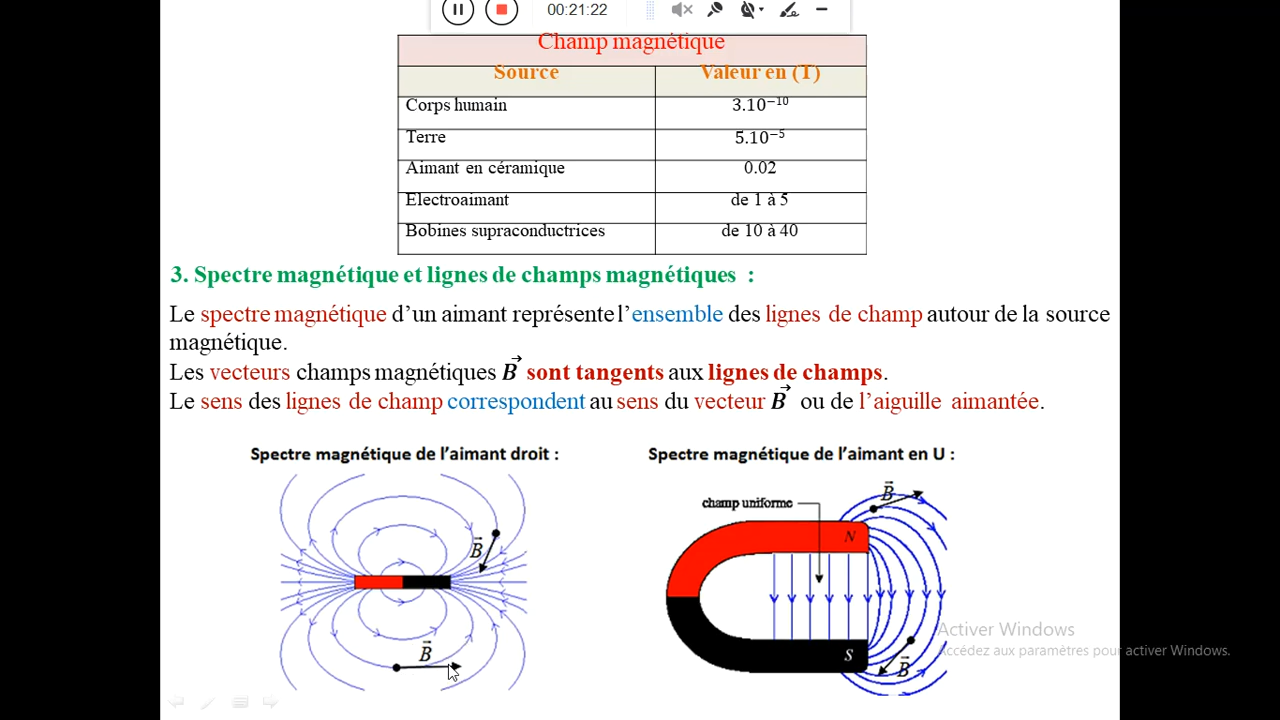 00:21:22
Champ magnétique
Source Valeur en (T)
Corps humain 3.10⁻¹⁰
Terre 5.10⁻⁵
Aimant en céramique 0.02
Electroaimant de 1 à 5
Bobines supraconductrices de 10 à 40
3. Spectre magnétique et lignes de champs magnétiques :
Le spectre magnétique d’un aimant représente l’ensemble des lignes de champ autour de la source
magnétique.
Les vecteurs champs magnétiques B⃗ sont tangents aux lignes de champs.
Le sens des lignes de champ correspondent au sens du vecteur B⃗ ou de l’aiguille aimantée.
Spectre magnétique de l’aimant droit :
B⃗
B⃗
Spectre magnétique de l’aimant en U :
champ uniforme
B⃗
N
S
B⃗
Activer Windows
Accédez aux paramètres pour activer Windows.